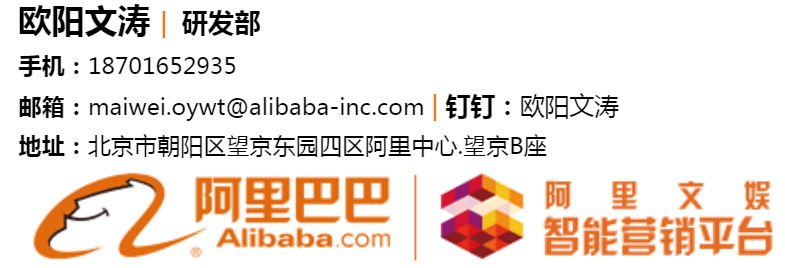 欧阳文涛 | 研发部
手机：18701652935
邮箱：maiwei.oywt@alibaba-inc.com | 钉钉：欧阳文涛
地址：北京市朝阳区望京东园四区阿里中心.望京B座
阿里巴巴
Alibaba.com
®
阿里文娱
智能营销平台